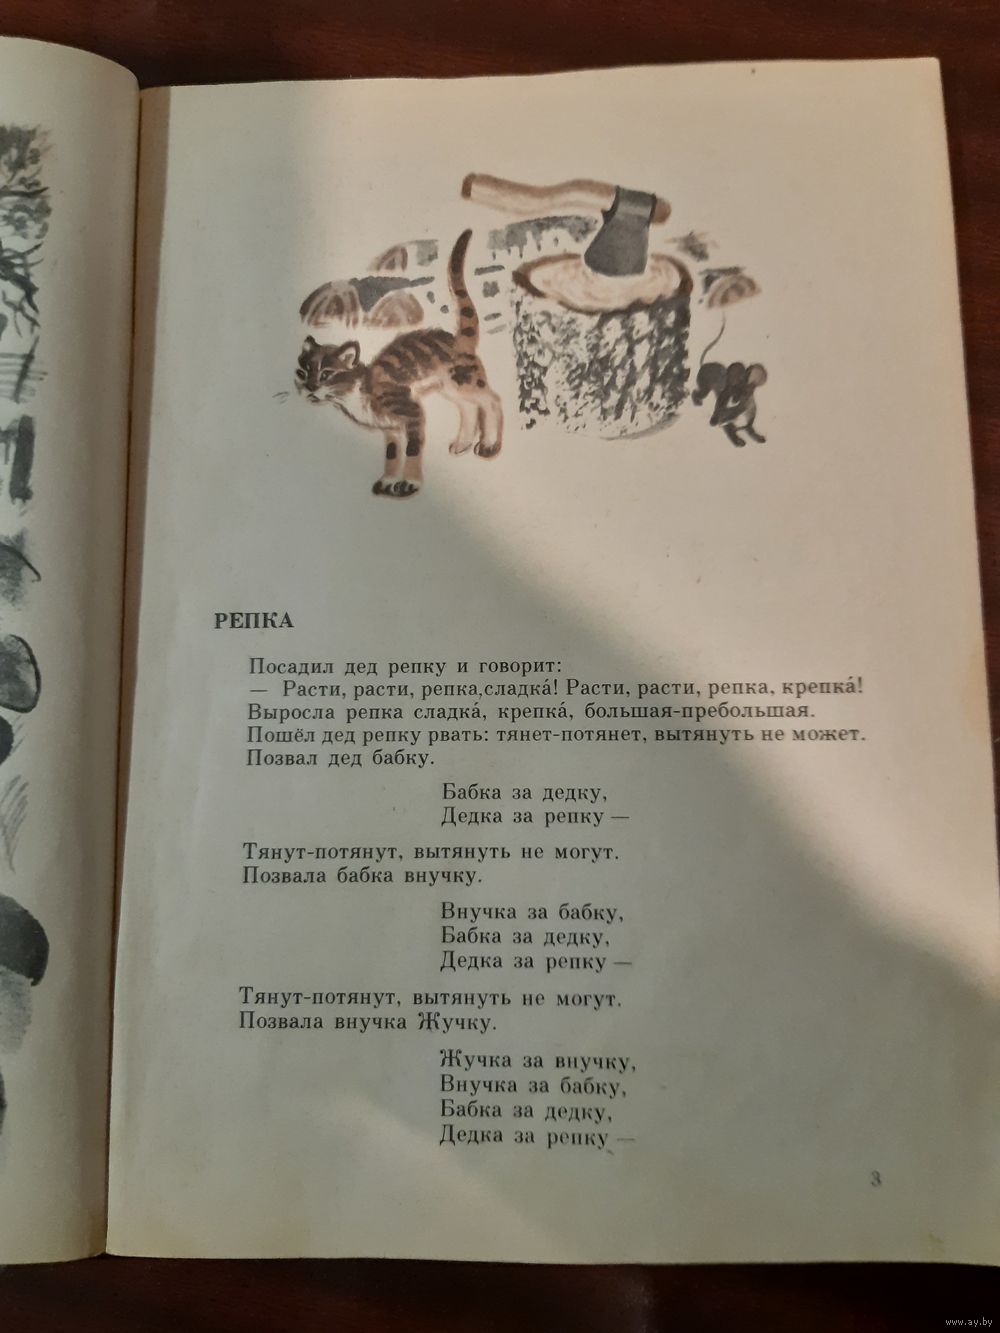 РЕПКА
Посадил дед репку и говорит:
— Расти, расти, репка, сладка́! Расти, расти, репка, крепка́!
Выросла репка сладка́, крепка́, большая-пребольшая.
Пошёл дед репку рвать: тянет-потянет, вытянуть не может.
Позвал дед бабку.
Бабка за дедку,
Дедка за репку —
Тянут-потянут, вытянуть не могут.
Позвала бабка внучку.
Внучка за бабку,
Бабка за дедку,
Дедка за репку —
Тянут-потянут, вытянуть не могут.
Позвала внучка Жучку.
Жучка за внучку,
Внучка за бабку,
Бабка за дедку,
Дедка за репку —
3
www.ay.by